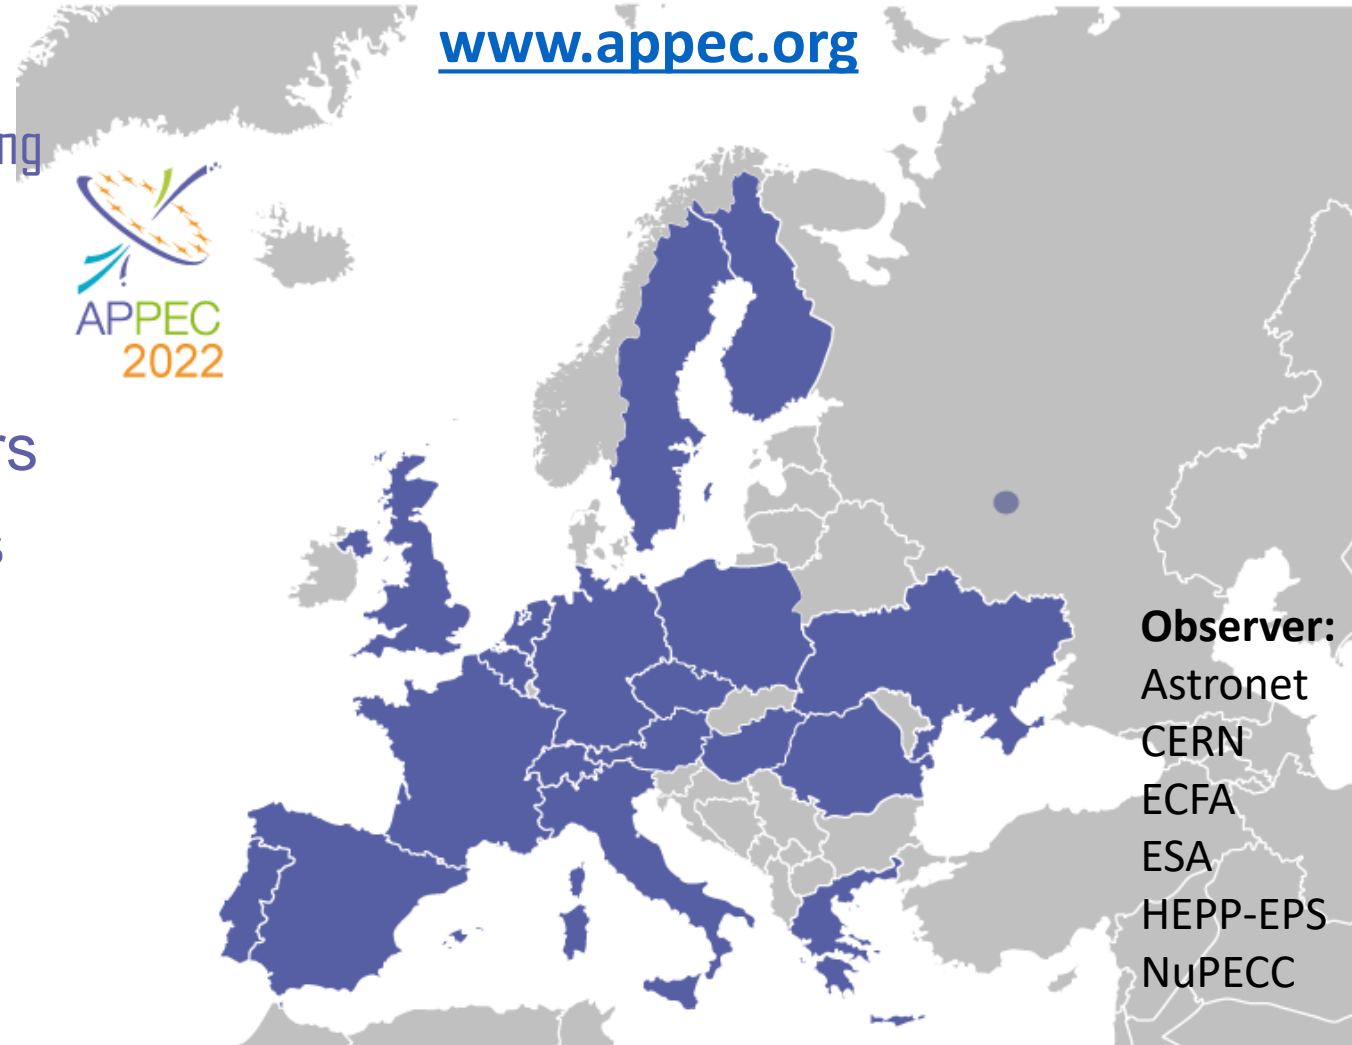 www.appec.org
ng
APPEC
2022
rs
s
Observer:
Astronet
CERN
ECFA
ESA
HEPP-EPS
NuPECC